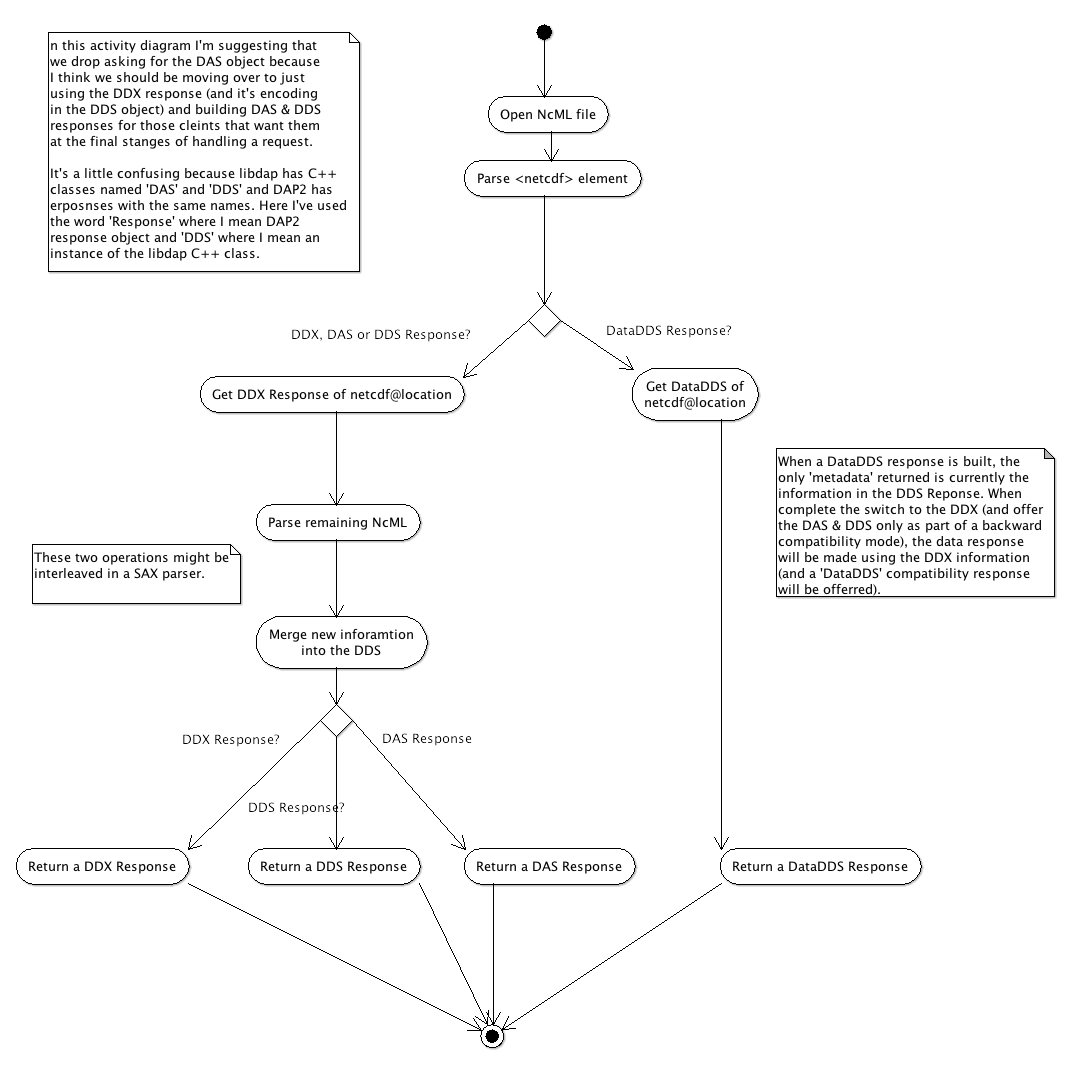 n this activity diagram I'm suggesting that
we drop asking for the DAS object because
I think we should be moving over to just
using the DDX response (and it's encoding
in the DDS object) and building DAS & DDS
responses for those cleints that want them
at the final stanges of handling a request.
It's a little confusing because libdap has C++
classes named 'DAS' and 'DDS' and DAP2 has
erposnses with the same names. Here I've used
the word 'Response' where I mean DAP2
response object and 'DDS' where I mean an
instance of the libdap C++ class.
Open NcML file
Parse <netcdf> element
DDX, DAS or DDS Response?
DataDDS Response?
Get DDX Response of netcdf@location
Get DataDDS of
netcdf@location
When a DataDDS response is built, the
only 'metadata' returned is currently the
information in the DDS Reponse. When
complete the switch to the DDX (and offer
the DAS & DDS only as part of a backward
compatibility mode), the data response
will be made using the DDX information
(and a 'DataDDS' compatibility response
will be offerred).
Parse remaining NcML
These two operations might be
interleaved in a SAX parser.
Merge new inforamtion
into the DDS
DDX Response?
DAS Response
DDS Response?
Return a DDX Response
Return a DDS Response
Return a DAS Response
Return a DataDDS Response